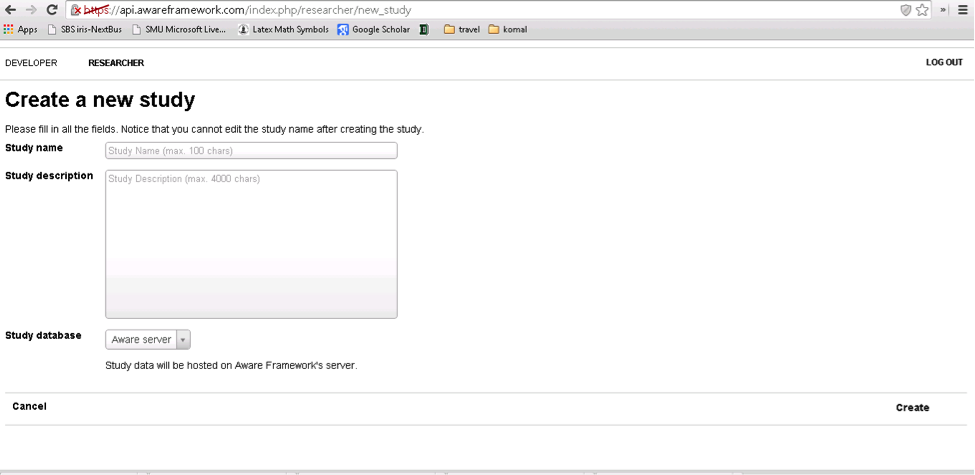 https://api.awareframework.com/index.php/researcher/new_study
Apps SBS iris-NextBus SMU Microsoft Live... Latex Math Symbols Google Scholar travel komal
DEVELOPER RESEARCHER LOG OUT
Create a new study
Please fill in all the fields. Notice that you cannot edit the study name after creating the study.
Study name Study Name (max. 100 chars)
Study description Study Description (max. 4000 chars)
Study database Aware server
Study data will be hosted on Aware Framework's server.
Cancel Create